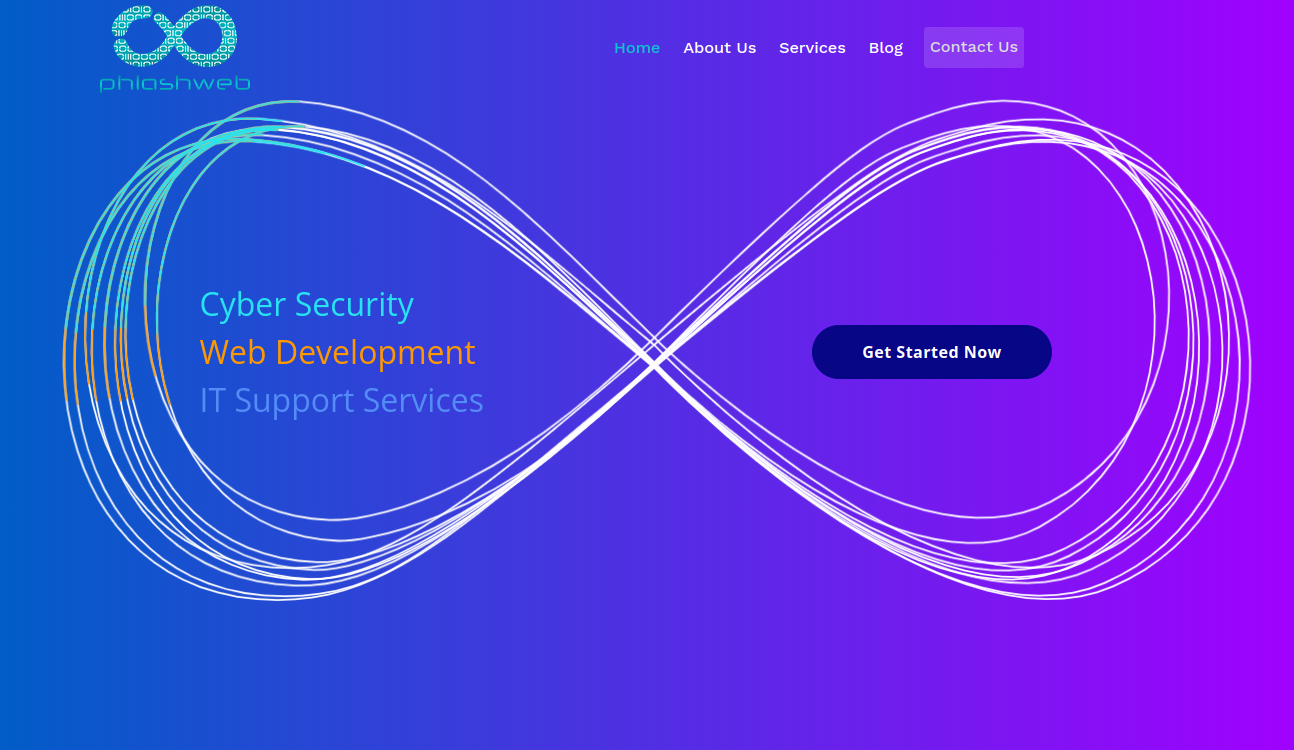 phlashweb
Home About Us Services Blog Contact Us
Cyber Security
Web Development
IT Support Services
Get Started Now